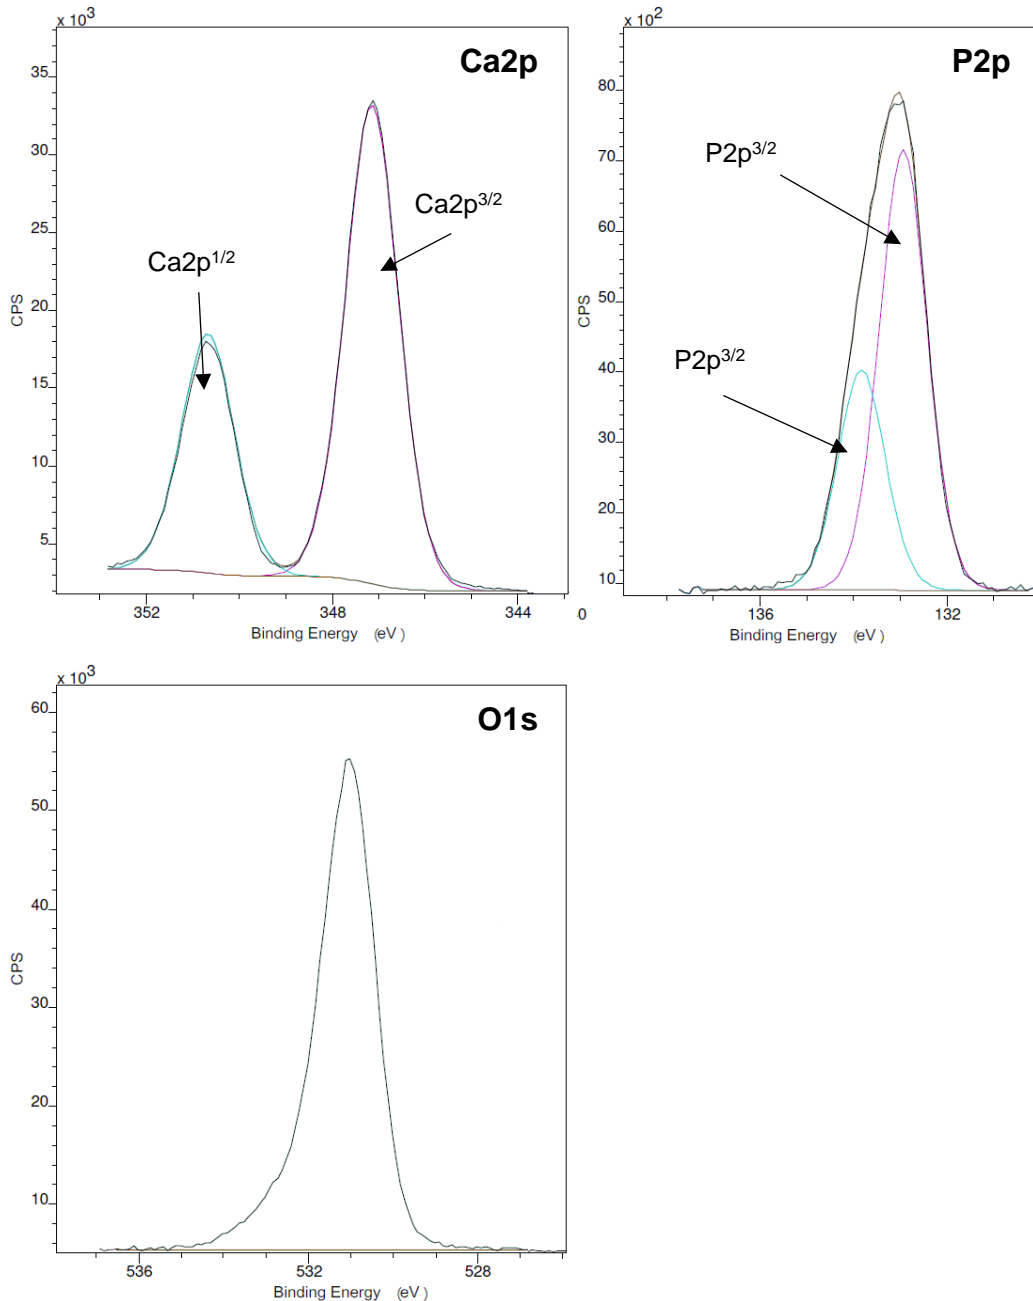 x 10³
Ca2p
35
30
25
20
15
10
5
CPS
Ca2p³/²
Ca2p¹/²
352
348
344
Binding Energy (eV)
x 10²
P2p
80
70
60
50
40
30
20
10
CPS
P2p³/²
P2p³/²
0
136
132
Binding Energy (eV)
x 10³
O1s
60
50
40
30
20
10
CPS
536
532
528
Binding Energy (eV)